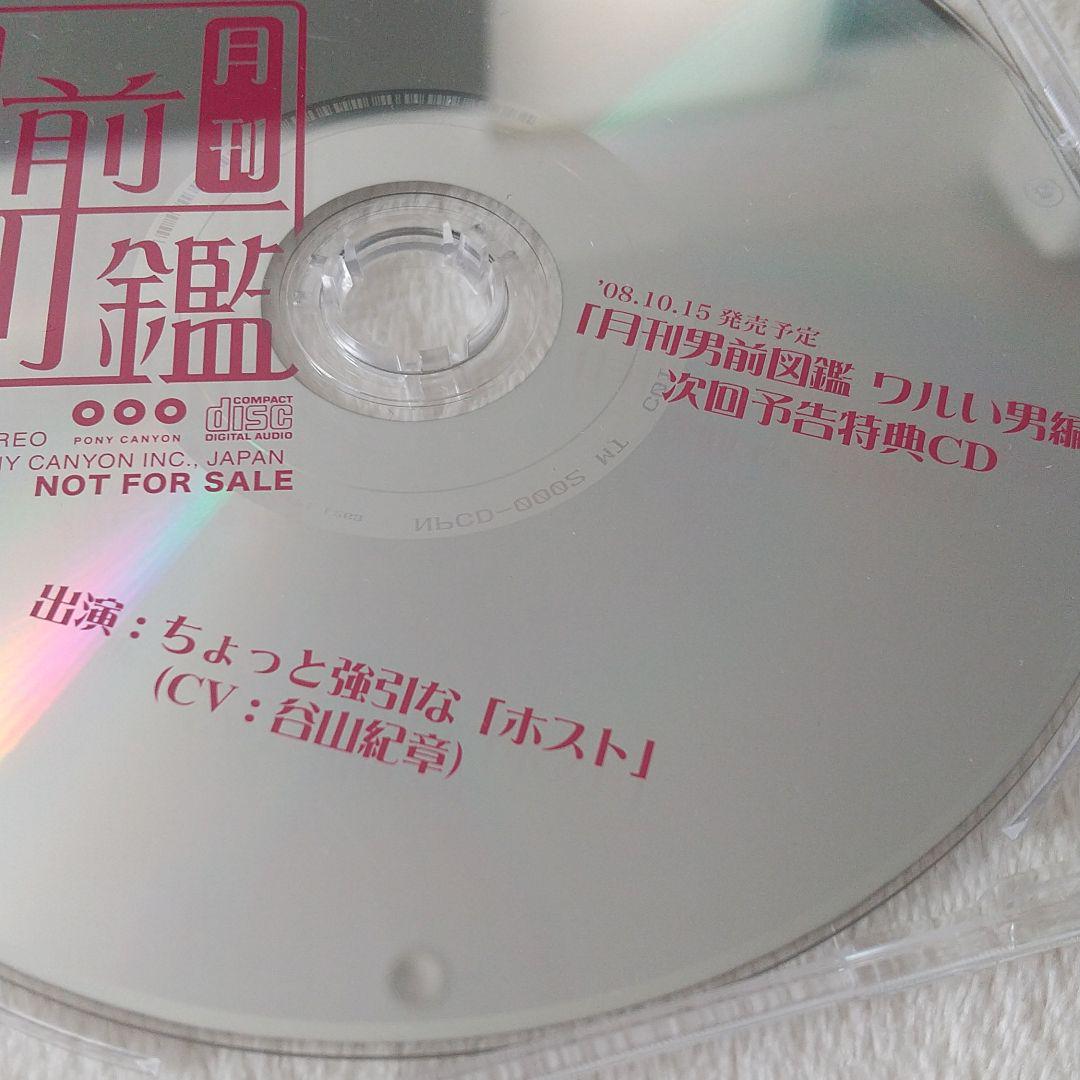 月刊
前
鑑
COMPACT
disc
DIGITAL AUDIO
PONY CANYON
REO
NY CANYON INC., JAPAN
NOT FOR SALE
'08.10.15 発売予定
「月刊男前図鑑 ワルい男編
次回予告特典CD
NPCD-0002 MT
出演：ちょっと強引な「ホスト」
(CV：谷山紀章)